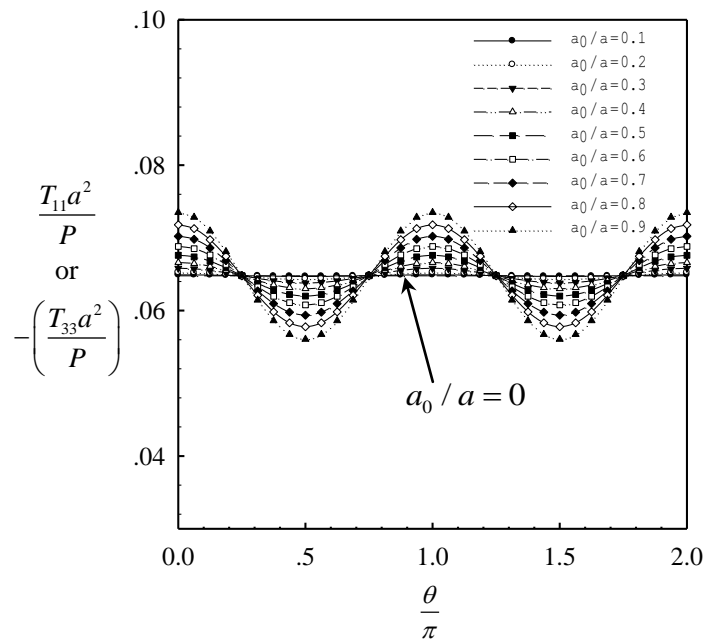 .10
.08
.06
.04
T₁₁a²
P
or
−(T₃₃a²
P)
a₀/a=0.1
a₀/a=0.2
a₀/a=0.3
a₀/a=0.4
a₀/a=0.5
a₀/a=0.6
a₀/a=0.7
a₀/a=0.8
a₀/a=0.9
a₀ / a = 0
0.0 .5 1.0 1.5 2.0
θ
π